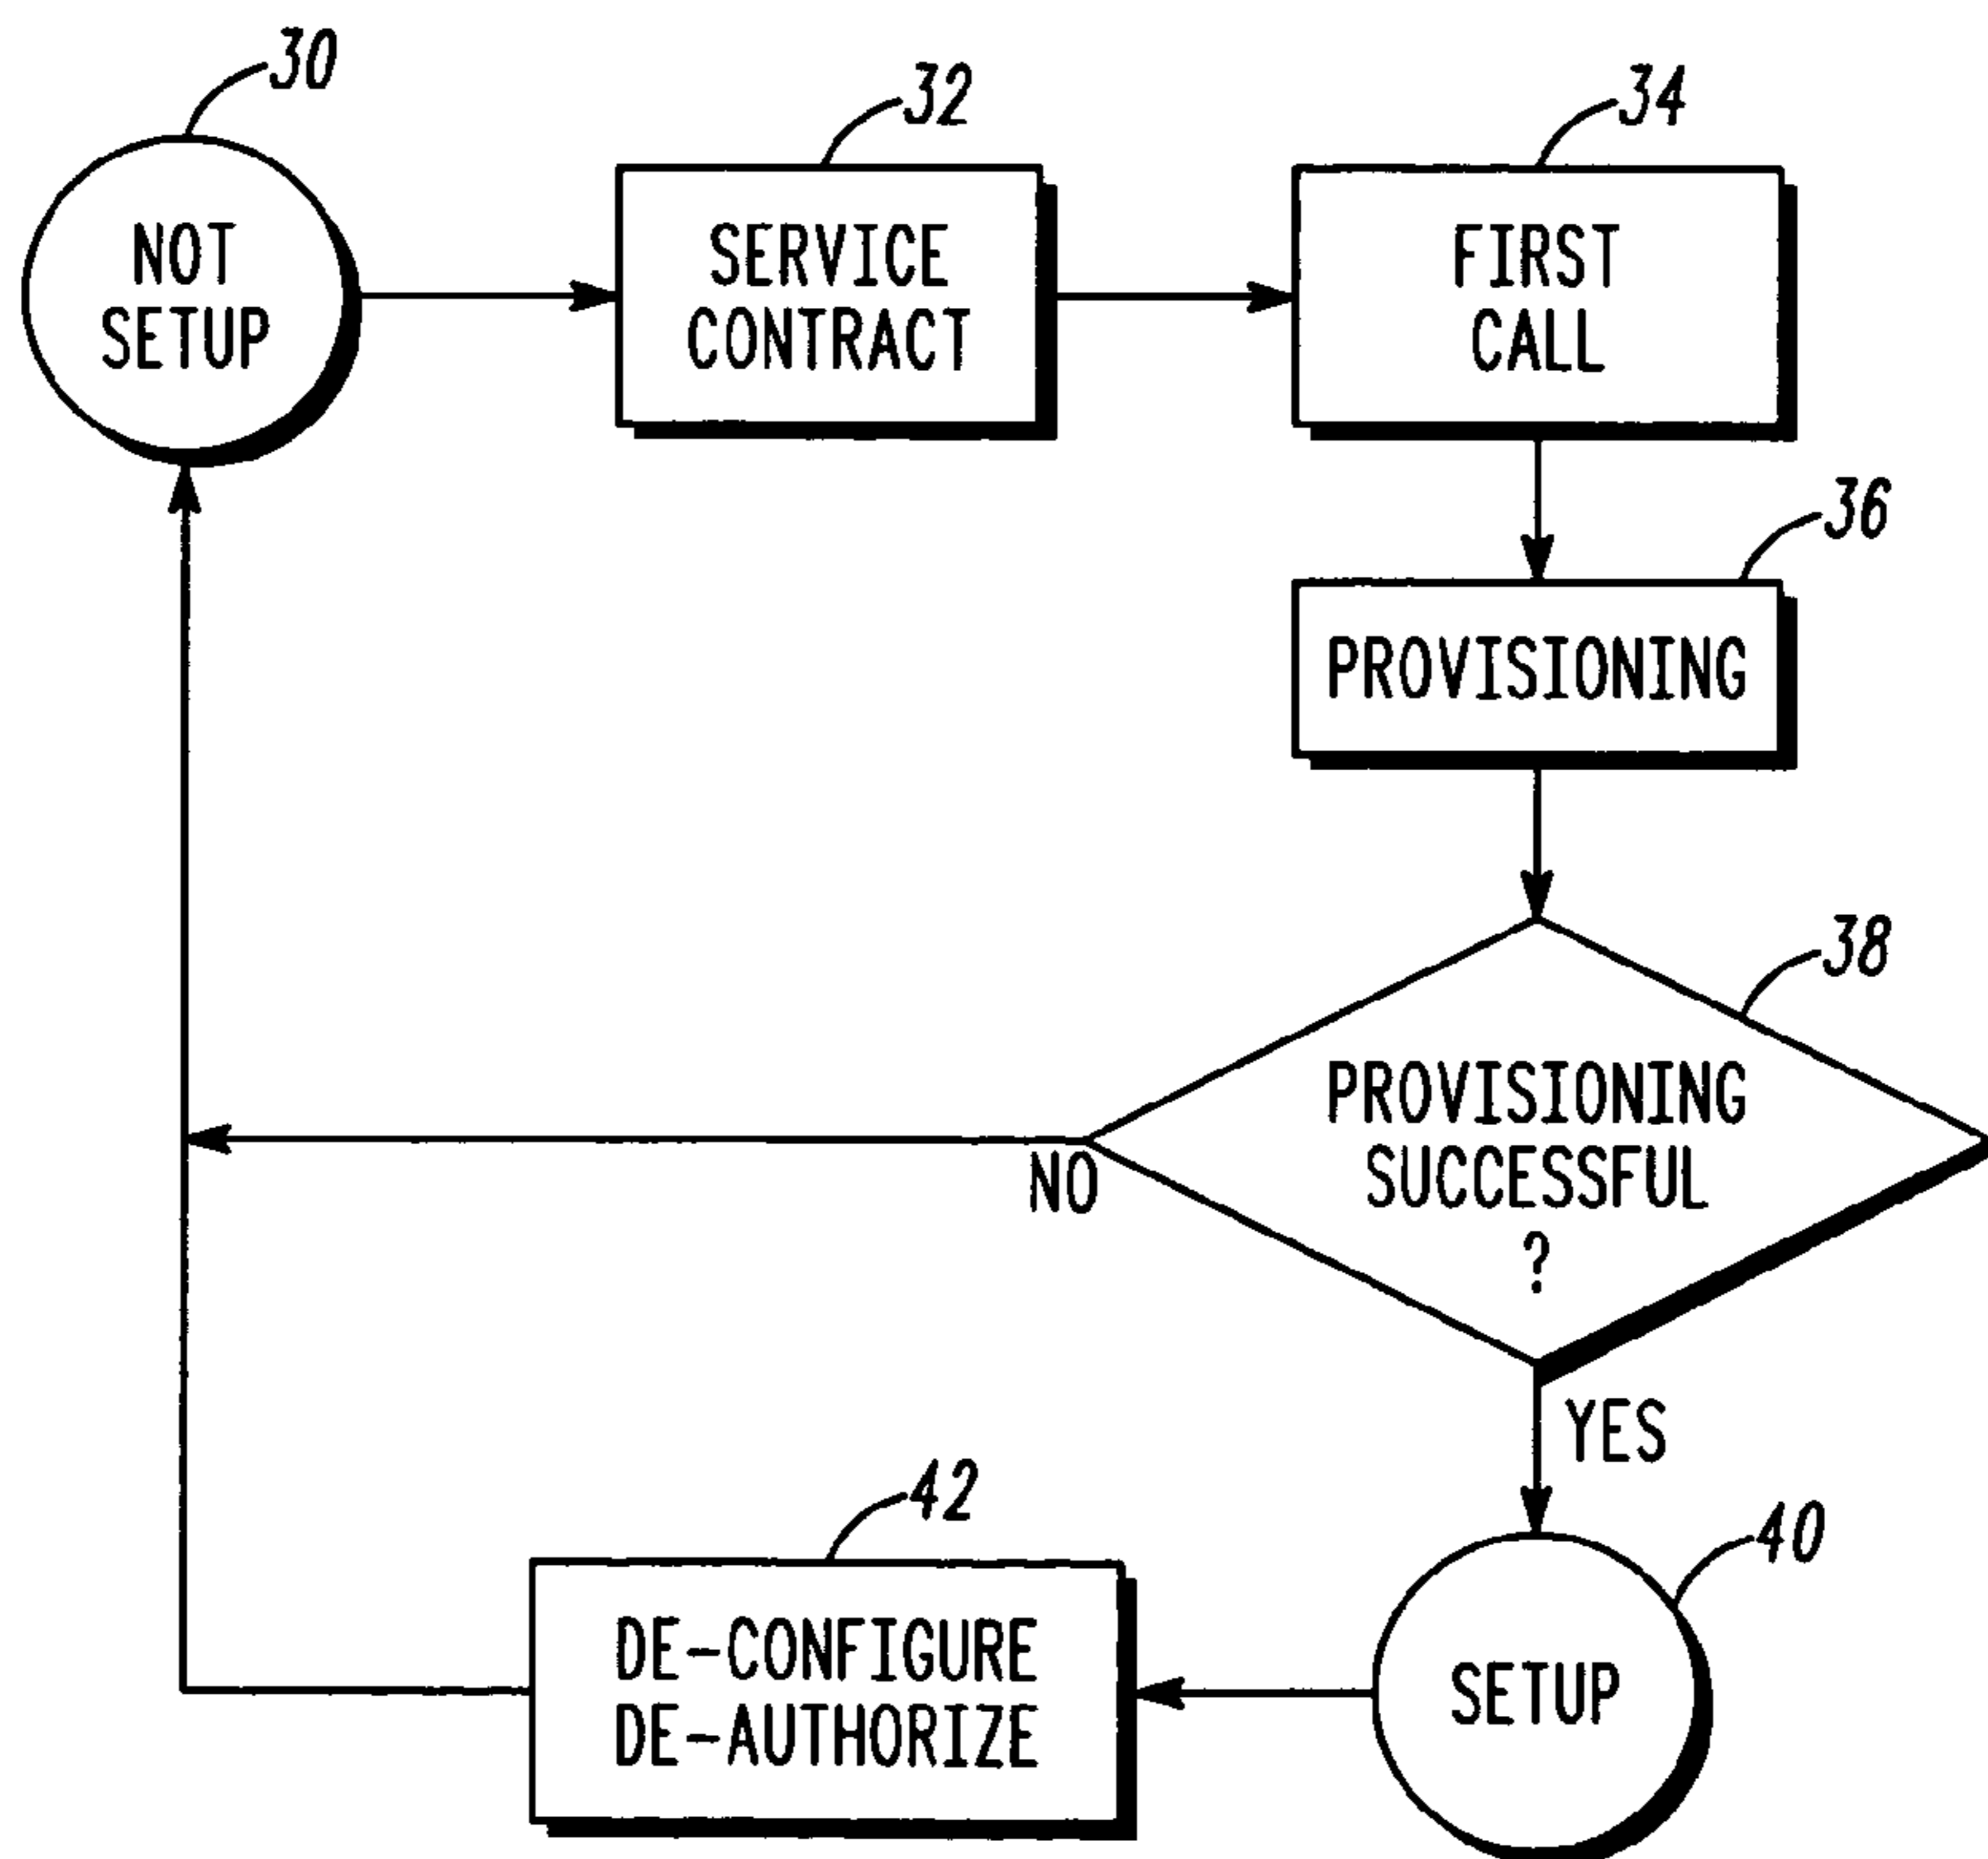 30
32
34
NOT
SETUP
SERVICE
CONTRACT
FIRST
CALL
36
PROVISIONING
38
PROVISIONING
SUCCESSFUL
?
NO
YES
42
40
DE-CONFIGURE
DE-AUTHORIZE
SETUP